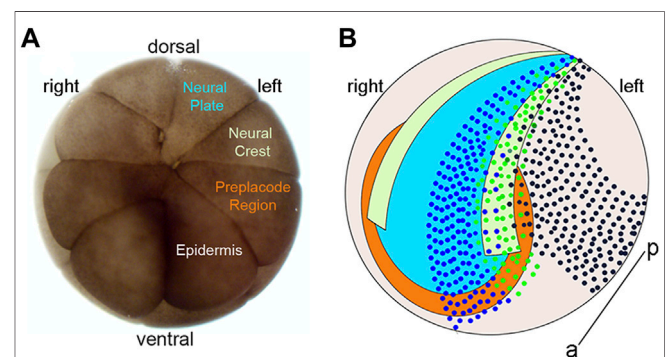 A
dorsal
right
left
Neural
Plate
Neural
Crest
Preplacode
Region
Epidermis
ventral
B
right
left
p
a